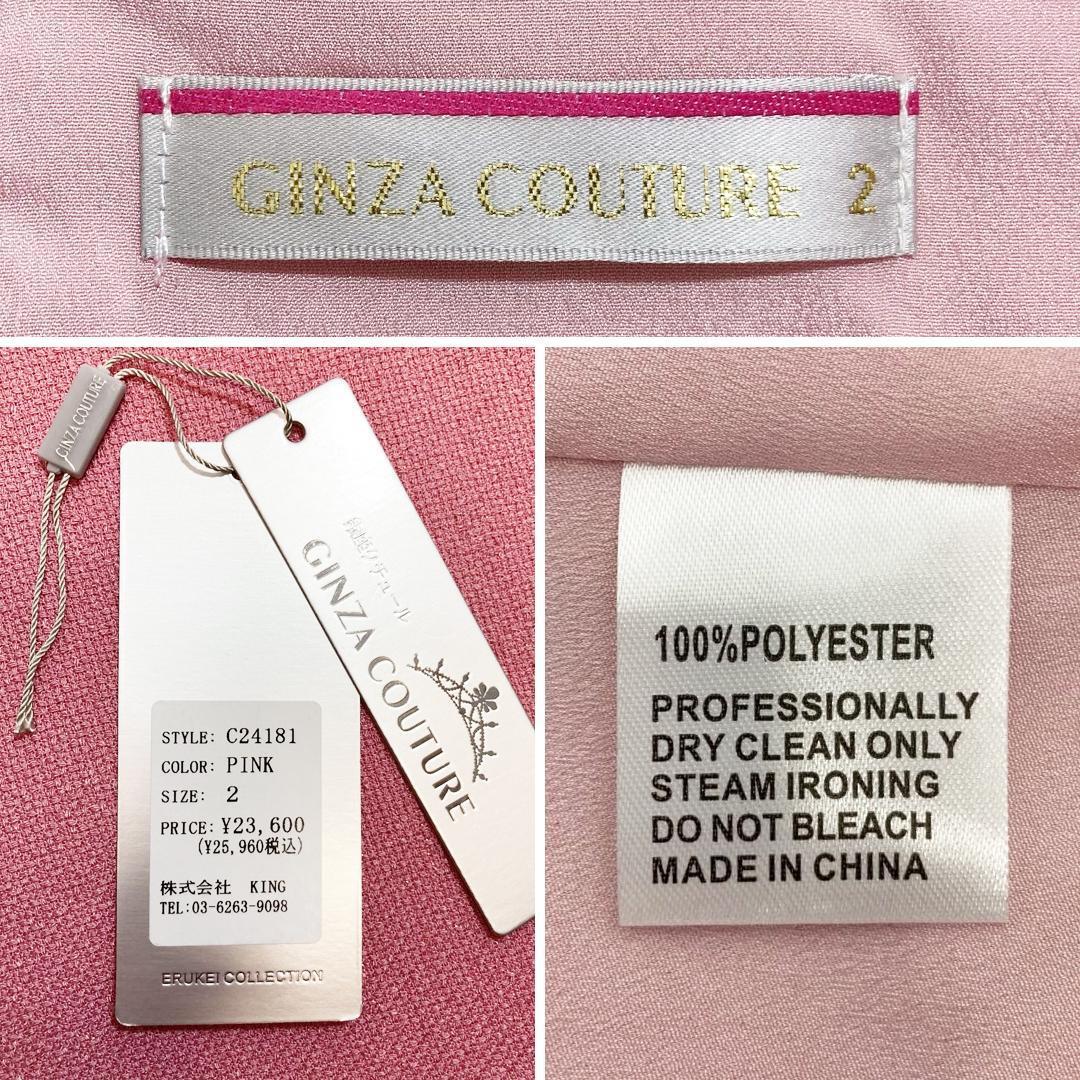 GINZA COUTURE 2
GINZA COUTURE
銀座クチュール
GINZA COUTURE
STYLE: C24181
COLOR: PINK
SIZE: 2
PRICE: ¥23,600
(¥25,960税込)
株式会社 KING
TEL:03-6263-9098
ERUKEI COLLECTION
100%POLYESTER
PROFESSIONALLY
DRY CLEAN ONLY
STEAM IRONING
DO NOT BLEACH
MADE IN CHINA